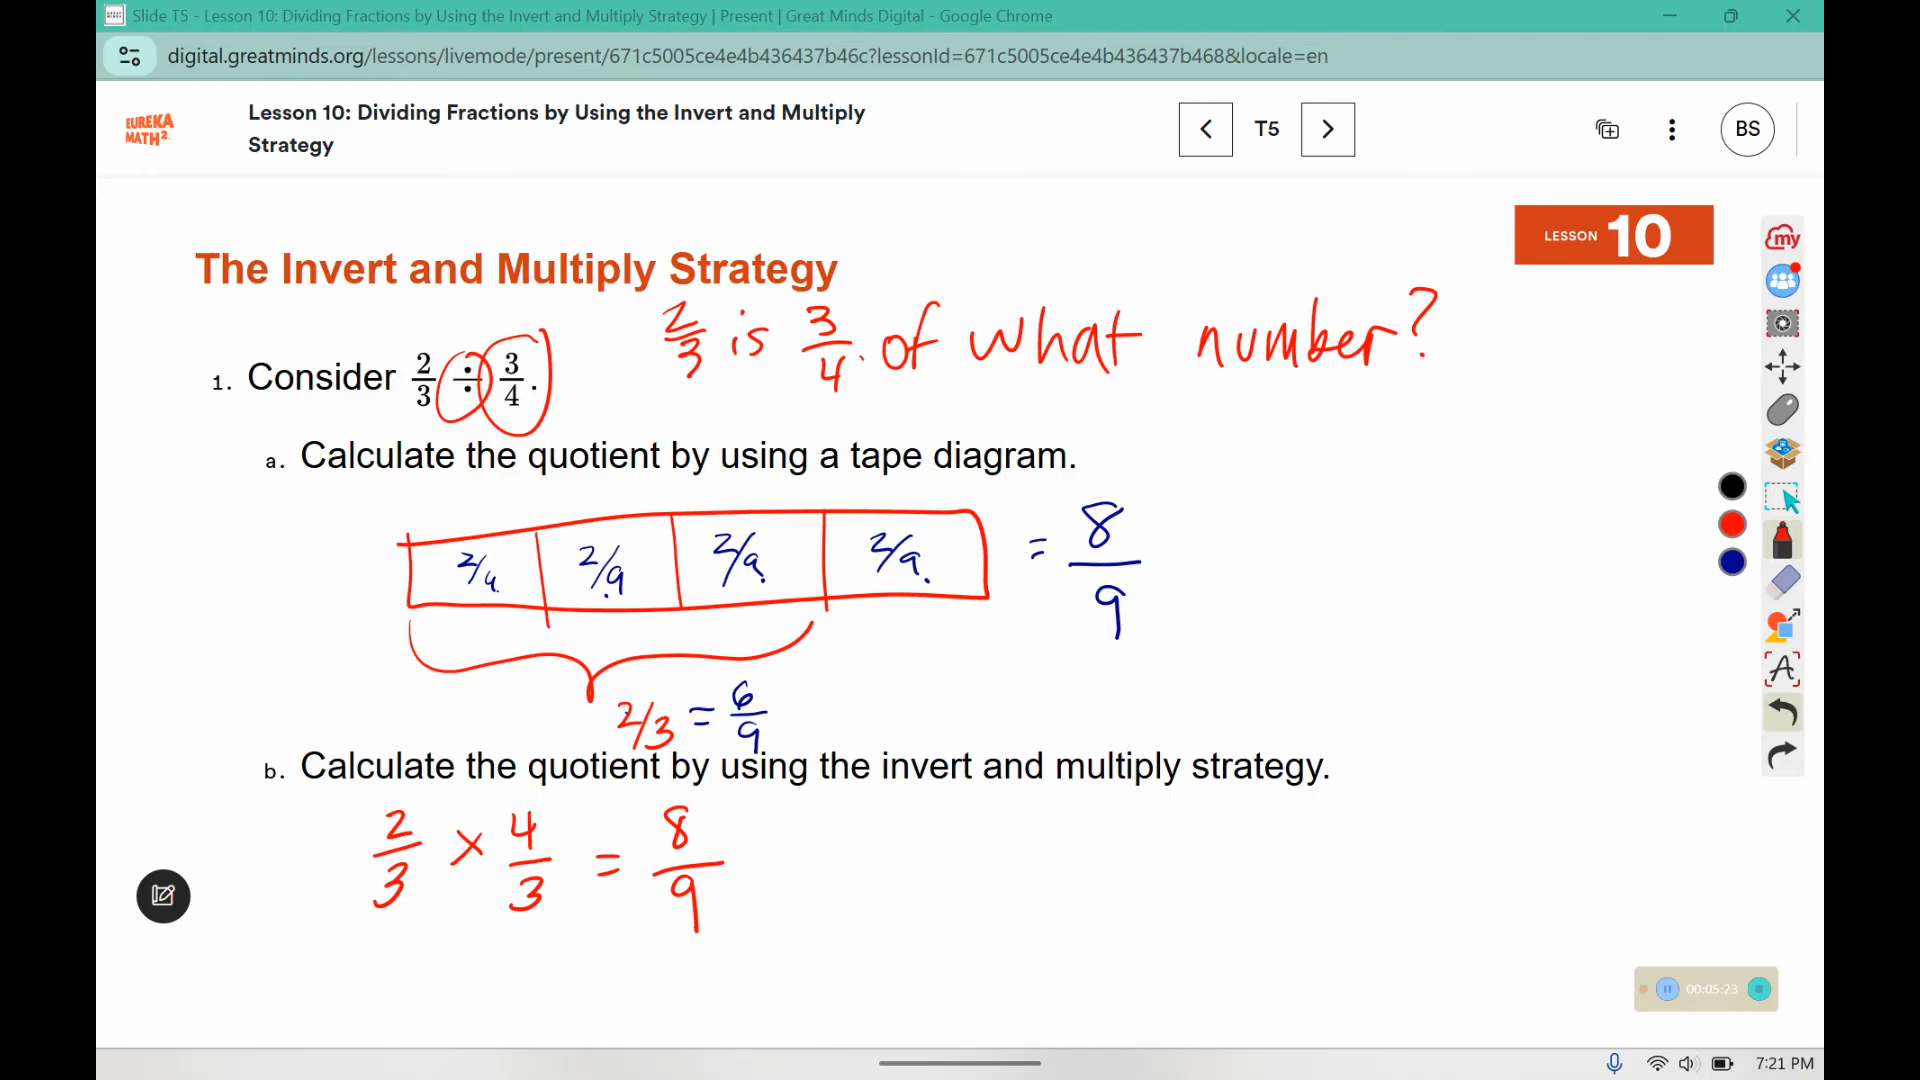 Slide T5 - Lesson 10: Dividing Fractions by Using the Invert and Multiply Strategy | Present | Great Minds Digital - Google Chrome
digital.greatminds.org/lessons/livemode/present/671c5005ce4e4b436437b46c?lessonId=671c5005ce4e4b436437b468&locale=en
EUREKA MATH²
Lesson 10: Dividing Fractions by Using the Invert and Multiply Strategy
T5
BS
LESSON 10
my
The Invert and Multiply Strategy
2/3 is 3/4 of what number?
1. Consider 2/3 ÷ 3/4.
a. Calculate the quotient by using a tape diagram.
2/9 2/9 2/9 2/9 = 8/9
2/3 = 6/9
b. Calculate the quotient by using the invert and multiply strategy.
2/3 × 4/3 = 8/9
00:05:23
7:21 PM